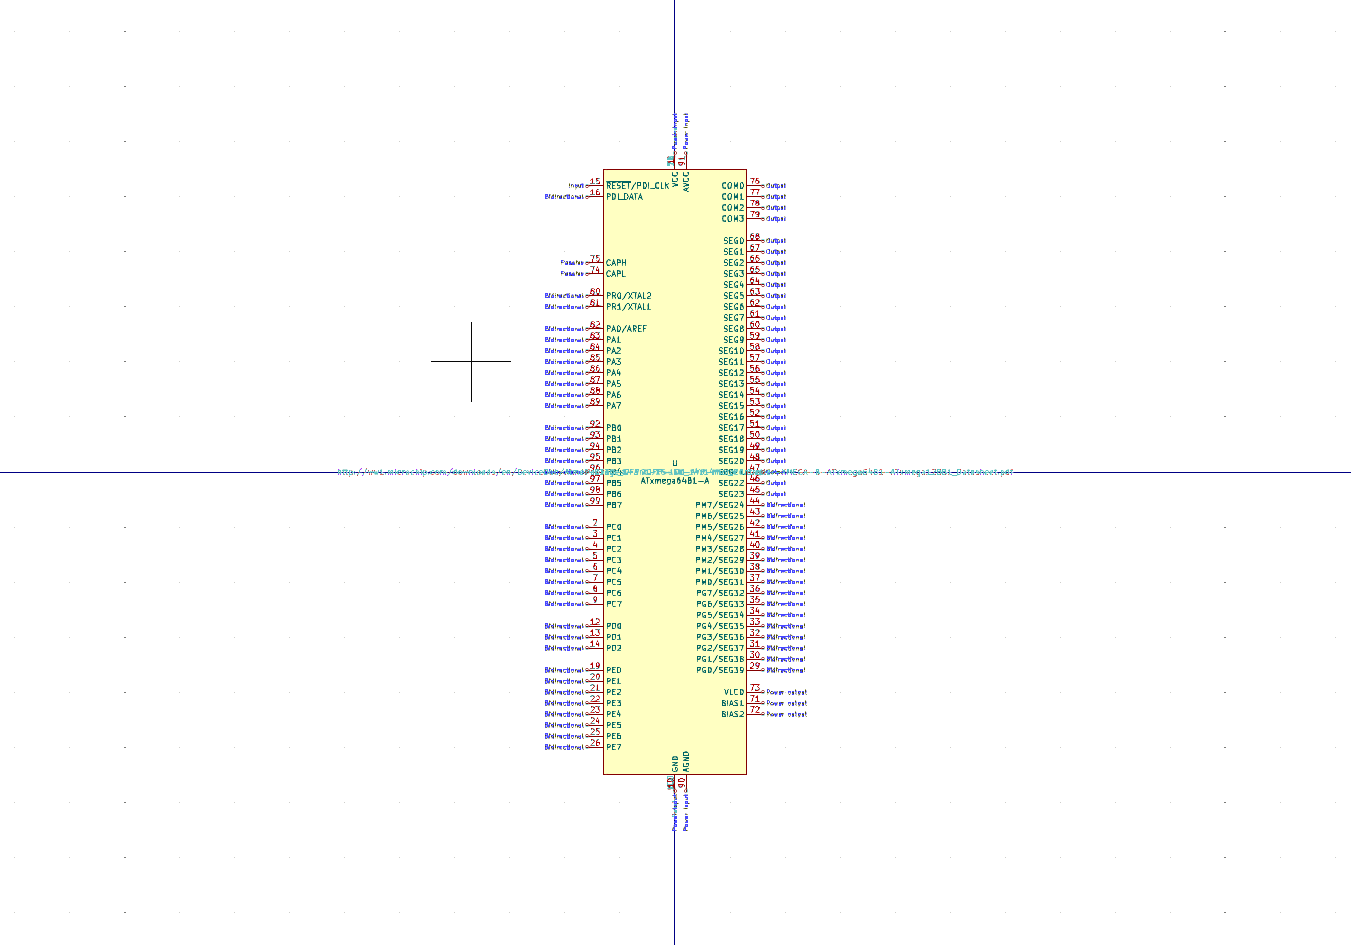 Power input
91
VCC
AVCC
Input 15 RESET/PDI_CLK
Bidirectional 16 PDI_DATA
75 CAPH
74 CAPL
Bidirectional 80 PR0/XTAL2
Bidirectional 81 PR1/XTAL1
Bidirectional 82 PA0/AREF
Bidirectional 83 PA1
Bidirectional 84 PA2
Bidirectional 85 PA3
Bidirectional 86 PA4
Bidirectional 87 PA5
Bidirectional 88 PA6
Bidirectional 89 PA7
Bidirectional 92 PB0
Bidirectional 93 PB1
Bidirectional 94 PB2
Bidirectional 95 PB3
96
Bidirectional 97 PB5
Bidirectional 98 PB6
Bidirectional 99 PB7
Bidirectional 2 PC0
Bidirectional 3 PC1
Bidirectional 4 PC2
Bidirectional 5 PC3
Bidirectional 6 PC4
Bidirectional 7 PC5
Bidirectional 8 PC6
Bidirectional 9 PC7
Bidirectional 12 PD0
Bidirectional 13 PD1
Bidirectional 14 PD2
Bidirectional 19 PE0
Bidirectional 20 PE1
Bidirectional 21 PE2
Bidirectional 22 PE3
Bidirectional 23 PE4
Bidirectional 24 PE5
Bidirectional 25 PE6
Bidirectional 26 PE7
U
ATxmega64B1-A
COM0 76 Output
COM1 77 Output
COM2 78 Output
COM3 79 Output
SEG0 68 Output
SEG1 67 Output
SEG2 66 Output
SEG3 65 Output
SEG4 64 Output
SEG5 63 Output
SEG6 62 Output
SEG7 61 Output
SEG8 60 Output
SEG9 59 Output
SEG10 58 Output
SEG11 57 Output
SEG12 56 Output
SEG13 55 Output
SEG14 54 Output
SEG15 53 Output
SEG16 52 Output
SEG17 51 Output
SEG18 50 Output
SEG19 49 Output
SEG20 48 Output
47
SEG22 46 Output
SEG23 45 Output
PM7/SEG24 44 Bidirectional
PM6/SEG25 43 Bidirectional
PM5/SEG26 42 Bidirectional
PM4/SEG27 41 Bidirectional
PM3/SEG28 40 Bidirectional
PM2/SEG29 39 Bidirectional
PM1/SEG30 38 Bidirectional
PM0/SEG31 37 Bidirectional
PG7/SEG32 36 Bidirectional
PG6/SEG33 35 Bidirectional
PG5/SEG34 34 Bidirectional
PG4/SEG35 33 Bidirectional
PG3/SEG36 32 Bidirectional
PG2/SEG37 31 Bidirectional
PG1/SEG38 30 Bidirectional
PG0/SEG39 29 Bidirectional
VLCD 73 Power output
BIAS1 71 Power output
BIAS2 72 Power output
GND
AGND
90
Power input